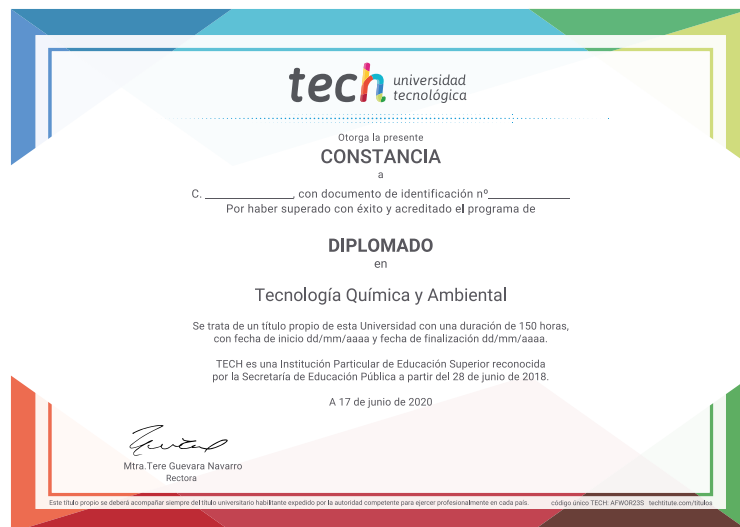 tech universidad
tecnológica
Otorga la presente
CONSTANCIA
a
C. ______________, con documento de identificación nº_____________
Por haber superado con éxito y acreditado el programa de
DIPLOMADO
en
Tecnología Química y Ambiental
Se trata de un título propio de esta Universidad con una duración de 150 horas,
con fecha de inicio dd/mm/aaaa y fecha de finalización dd/mm/aaaa.
TECH es una Institución Particular de Educación Superior reconocida
por la Secretaría de Educación Pública a partir del 28 de junio de 2018.
A 17 de junio de 2020
Mtra.Tere Guevara Navarro
Rectora
Este título propio se deberá acompañar siempre del título universitario habilitante expedido por la autoridad competente para ejercer profesionalmente en cada país. código único TECH: AFWOR23S techtitute.com/titulos